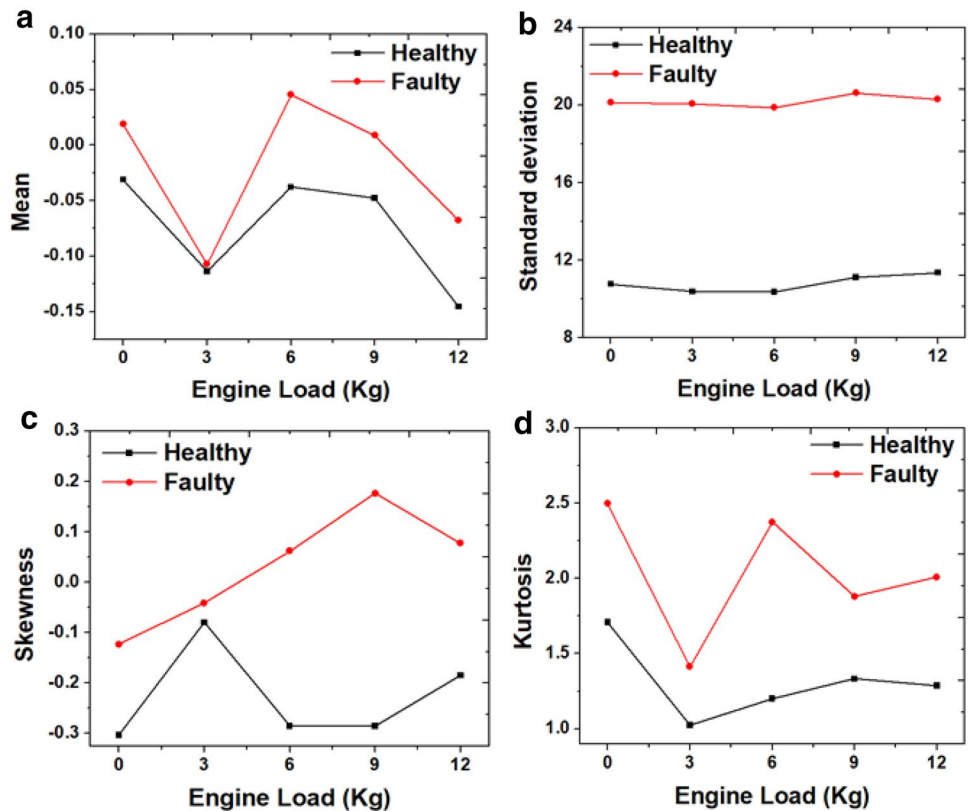 a
0.10
0.05
0.00
-0.05
-0.10
-0.15
Mean
Healthy
Faulty
0 3 6 9 12
Engine Load (Kg)
b
24
20
16
12
8
Standard deviation
Healthy
Faulty
0 3 6 9 12
Engine Load (Kg)
c
0.3
0.2
0.1
0.0
-0.1
-0.2
-0.3
Skewness
Healthy
Faulty
0 3 6 9 12
Engine Load (Kg)
d
3.0
2.5
2.0
1.5
1.0
Kurtosis
Healthy
Faulty
0 3 6 9 12
Engine Load (Kg)